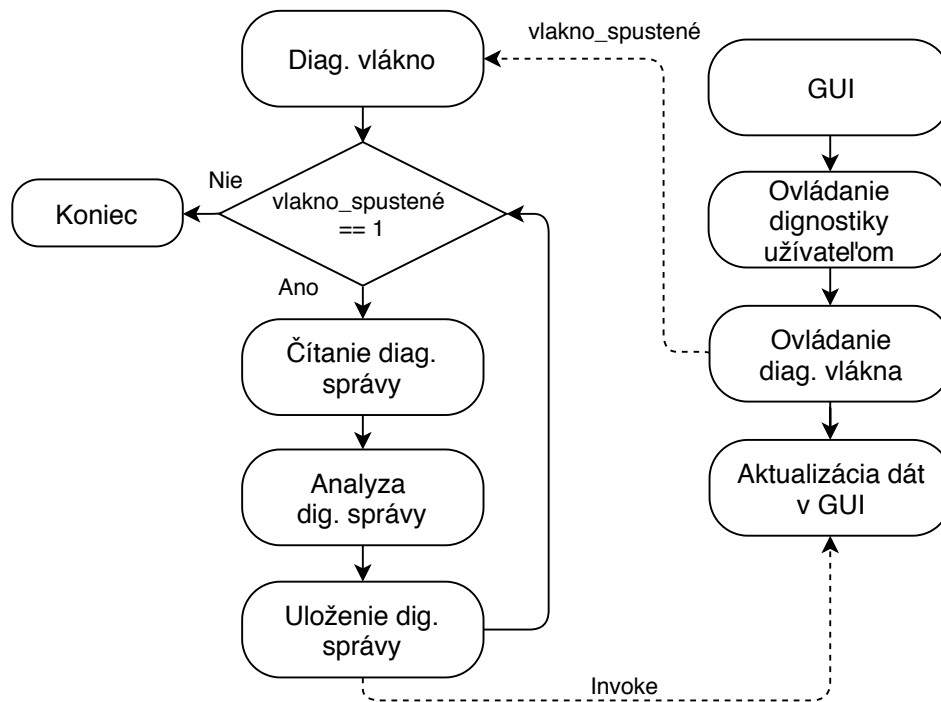 Diag. vlákno
vlakno_spustené
GUI
Nie
vlakno_spustené
== 1
Koniec
Ano
Ovládanie
dignostiky
užívateľom
Čítanie diag.
správy
Ovládanie
diag. vlákna
Analyza
dig. správy
Aktualizácia dát
v GUI
Uloženie dig.
správy
Invoke